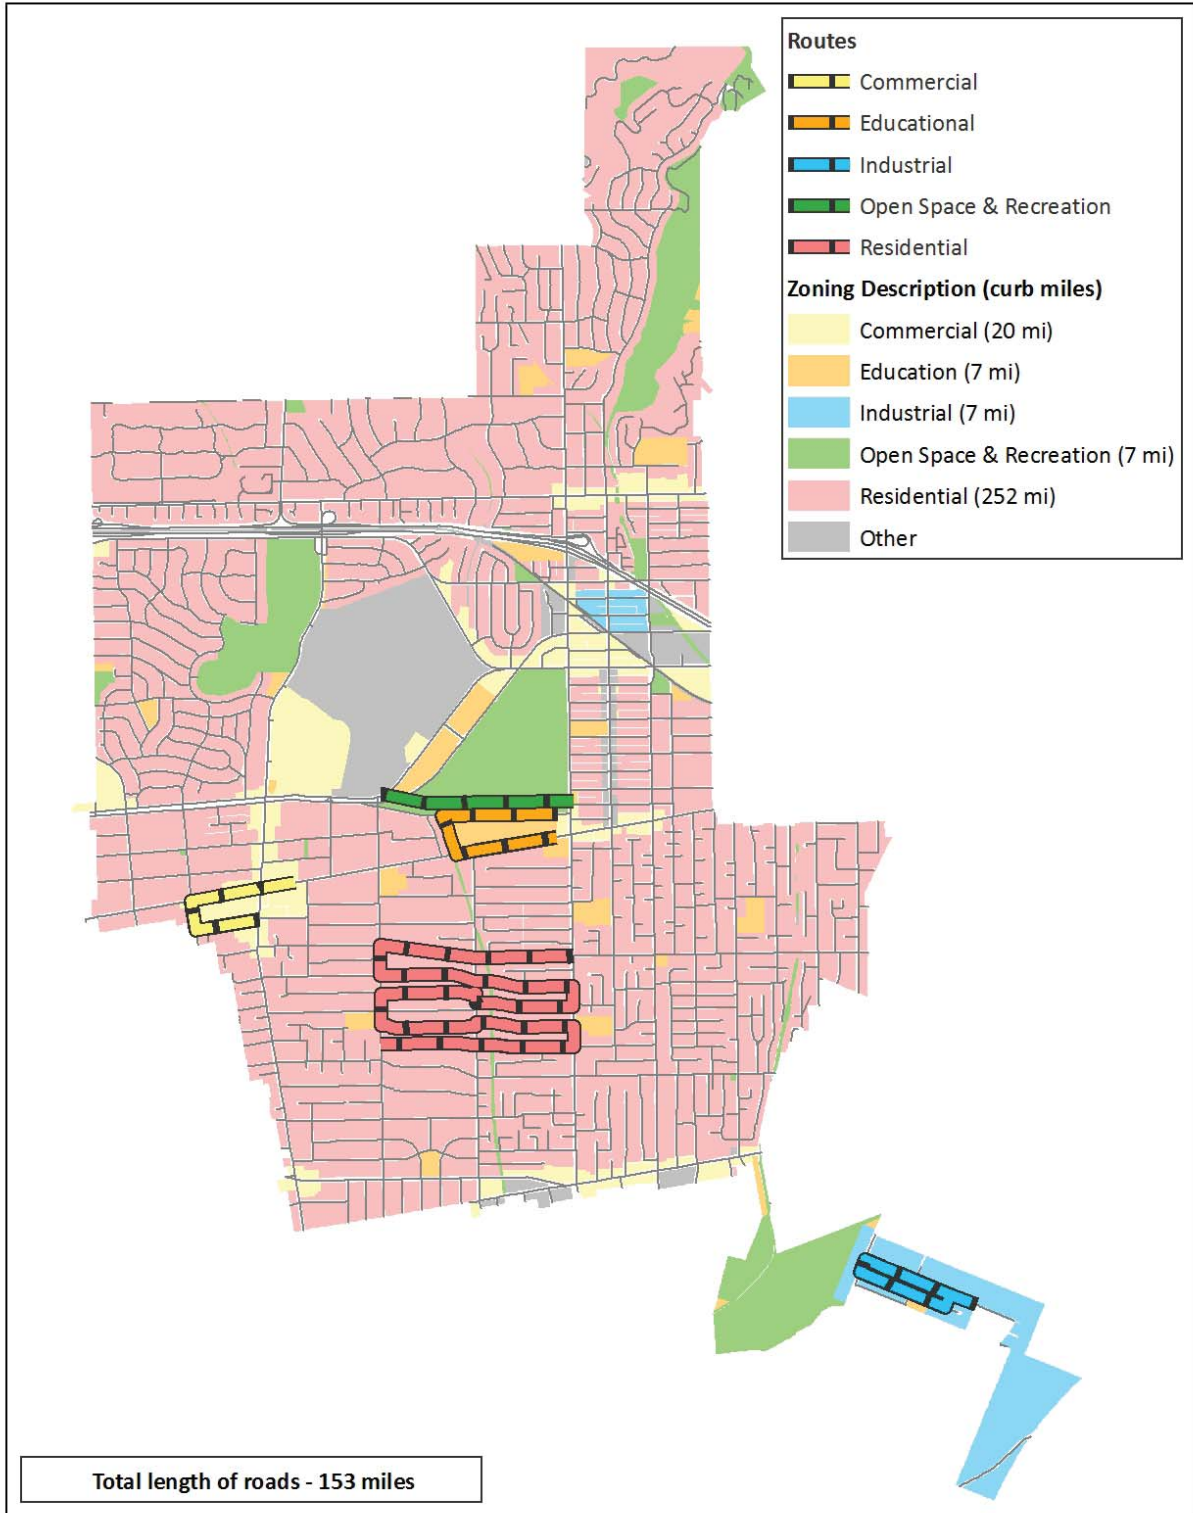 Routes
Commercial
Educational
Industrial
Open Space & Recreation
Residential
Zoning Description (curb miles)
Commercial (20 mi)
Education (7 mi)
Industrial (7 mi)
Open Space & Recreation (7 mi)
Residential (252 mi)
Other
Total length of roads - 153 miles